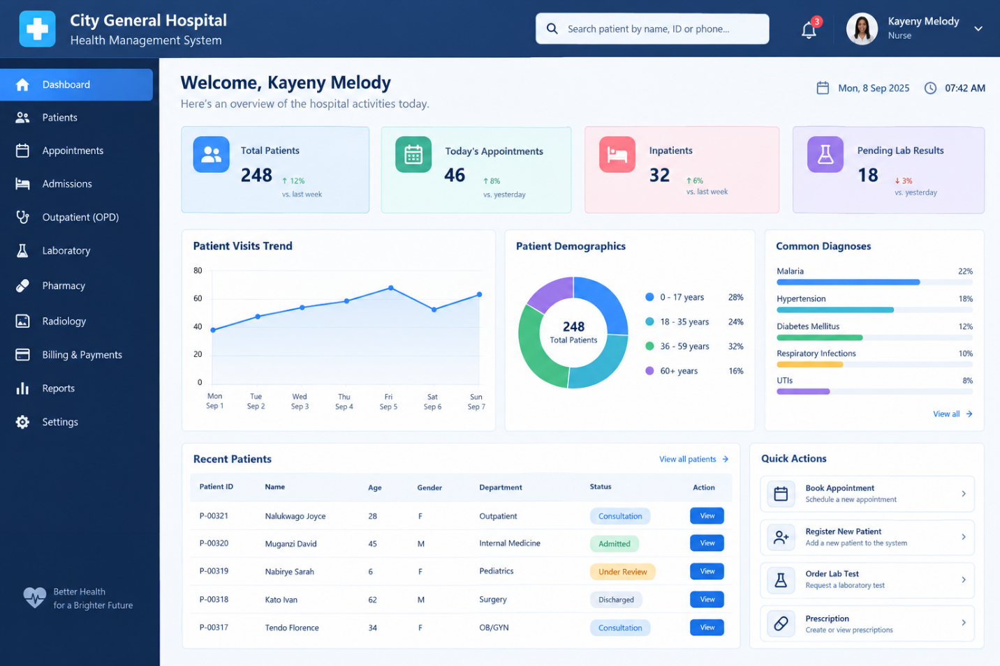 City General Hospital
Health Management System
Search patient by name, ID or phone...
3
Kayeny Melody
Nurse
Dashboard
Patients
Appointments
Admissions
Outpatient (OPD)
Laboratory
Pharmacy
Radiology
Billing & Payments
Reports
Settings
Better Health
for a Brighter Future
Welcome, Kayeny Melody
Here's an overview of the hospital activities today.
Mon, 8 Sep 2025
07:42 AM
Total Patients
248 ↑ 12%
vs. last week
Today's Appointments
46 ↑ 8%
vs. yesterday
Inpatients
32 ↑ 6%
vs. last week
Pending Lab Results
18 ↓ 3%
vs. yesterday
Patient Visits Trend
80
60
40
20
0
Mon Tue Wed Thu Fri Sat Sun
Sep 1 Sep 2 Sep 3 Sep 4 Sep 5 Sep 6 Sep 7
Patient Demographics
248
Total Patients
0 - 17 years 28%
18 - 35 years 24%
36 - 59 years 32%
60+ years 16%
Common Diagnoses
Malaria 22%
Hypertension 18%
Diabetes Mellitus 12%
Respiratory Infections 10%
UTIs 8%
View all →
Recent Patients
View all patients →
Patient ID Name Age Gender Department Status Action
P-00321 Nalukwago Joyce 28 F Outpatient Consultation View
P-00320 Muganzi David 45 M Internal Medicine Admitted View
P-00319 Nabirye Sarah 6 F Pediatrics Under Review View
P-00318 Kato Ivan 62 M Surgery Discharged View
P-00317 Tendo Florence 34 F OB/GYN Consultation View
Quick Actions
Book Appointment
Schedule a new appointment
Register New Patient
Add a new patient to the system
Order Lab Test
Request a laboratory test
Prescription
Create or view prescriptions